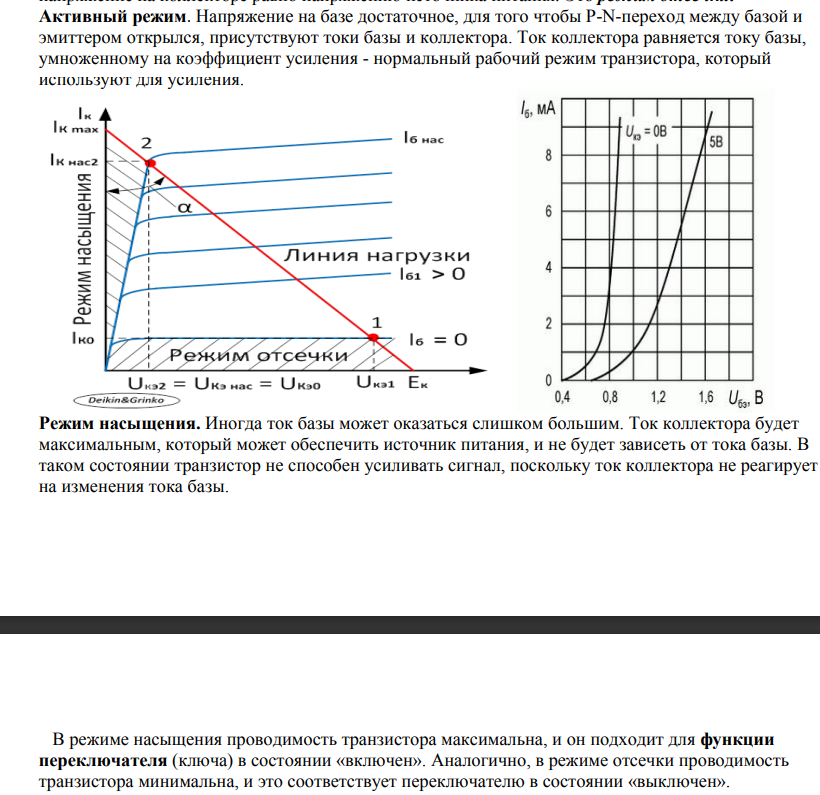 Активный режим. Напряжение на базе достаточное, для того чтобы P-N-переход между базой и
эмиттером открылся, присутствуют токи базы и коллектора. Ток коллектора равняется току базы,
умноженному на коэффициент усиления - нормальный рабочий режим транзистора, который
используют для усиления.
Iк
Iк max
2
Iб нас
Iк нас2
α
Режим насыщения
Линия нагрузки
Iб1 > 0
1
Iко
Iб = 0
Режим отсечки
Uкэ2 = Uкэ нас = Uкэ0
Uкэ1 Eк
Deikin&Grinko
Iб, мА
Uкэ = 0В
5В
8
6
4
2
0
0,4 0,8 1,2 1,6 Uбэ, В
Режим насыщения. Иногда ток базы может оказаться слишком большим. Ток коллектора будет
максимальным, который может обеспечить источник питания, и не будет зависеть от тока базы. В
таком состоянии транзистор не способен усиливать сигнал, поскольку ток коллектора не реагирует
на изменения тока базы.
В режиме насыщения проводимость транзистора максимальна, и он подходит для функции
переключателя (ключа) в состоянии «включен». Аналогично, в режиме отсечки проводимость
транзистора минимальна, и это соответствует переключателю в состоянии «выключен».